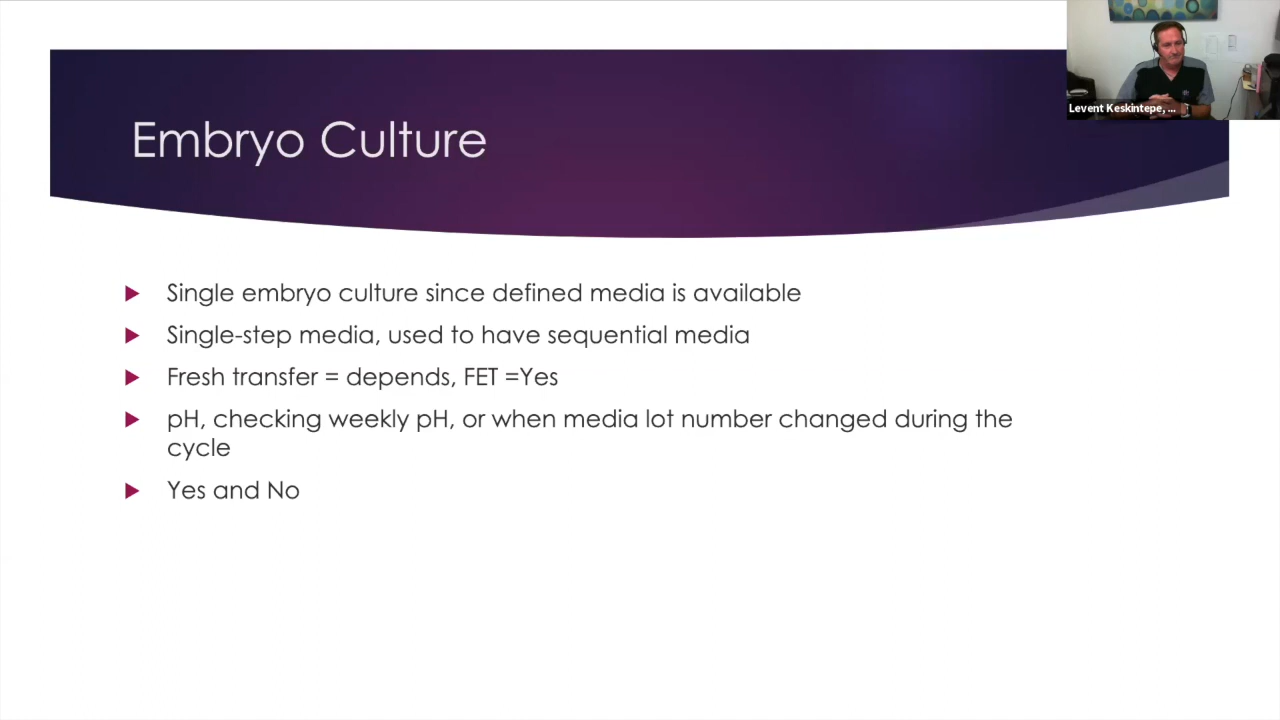 Levent Keskintepe, ...
Embryo Culture
Single embryo culture since defined media is available
Single-step media, used to have sequential media
Fresh transfer = depends, FET =Yes
pH, checking weekly pH, or when media lot number changed during the
cycle
Yes and No